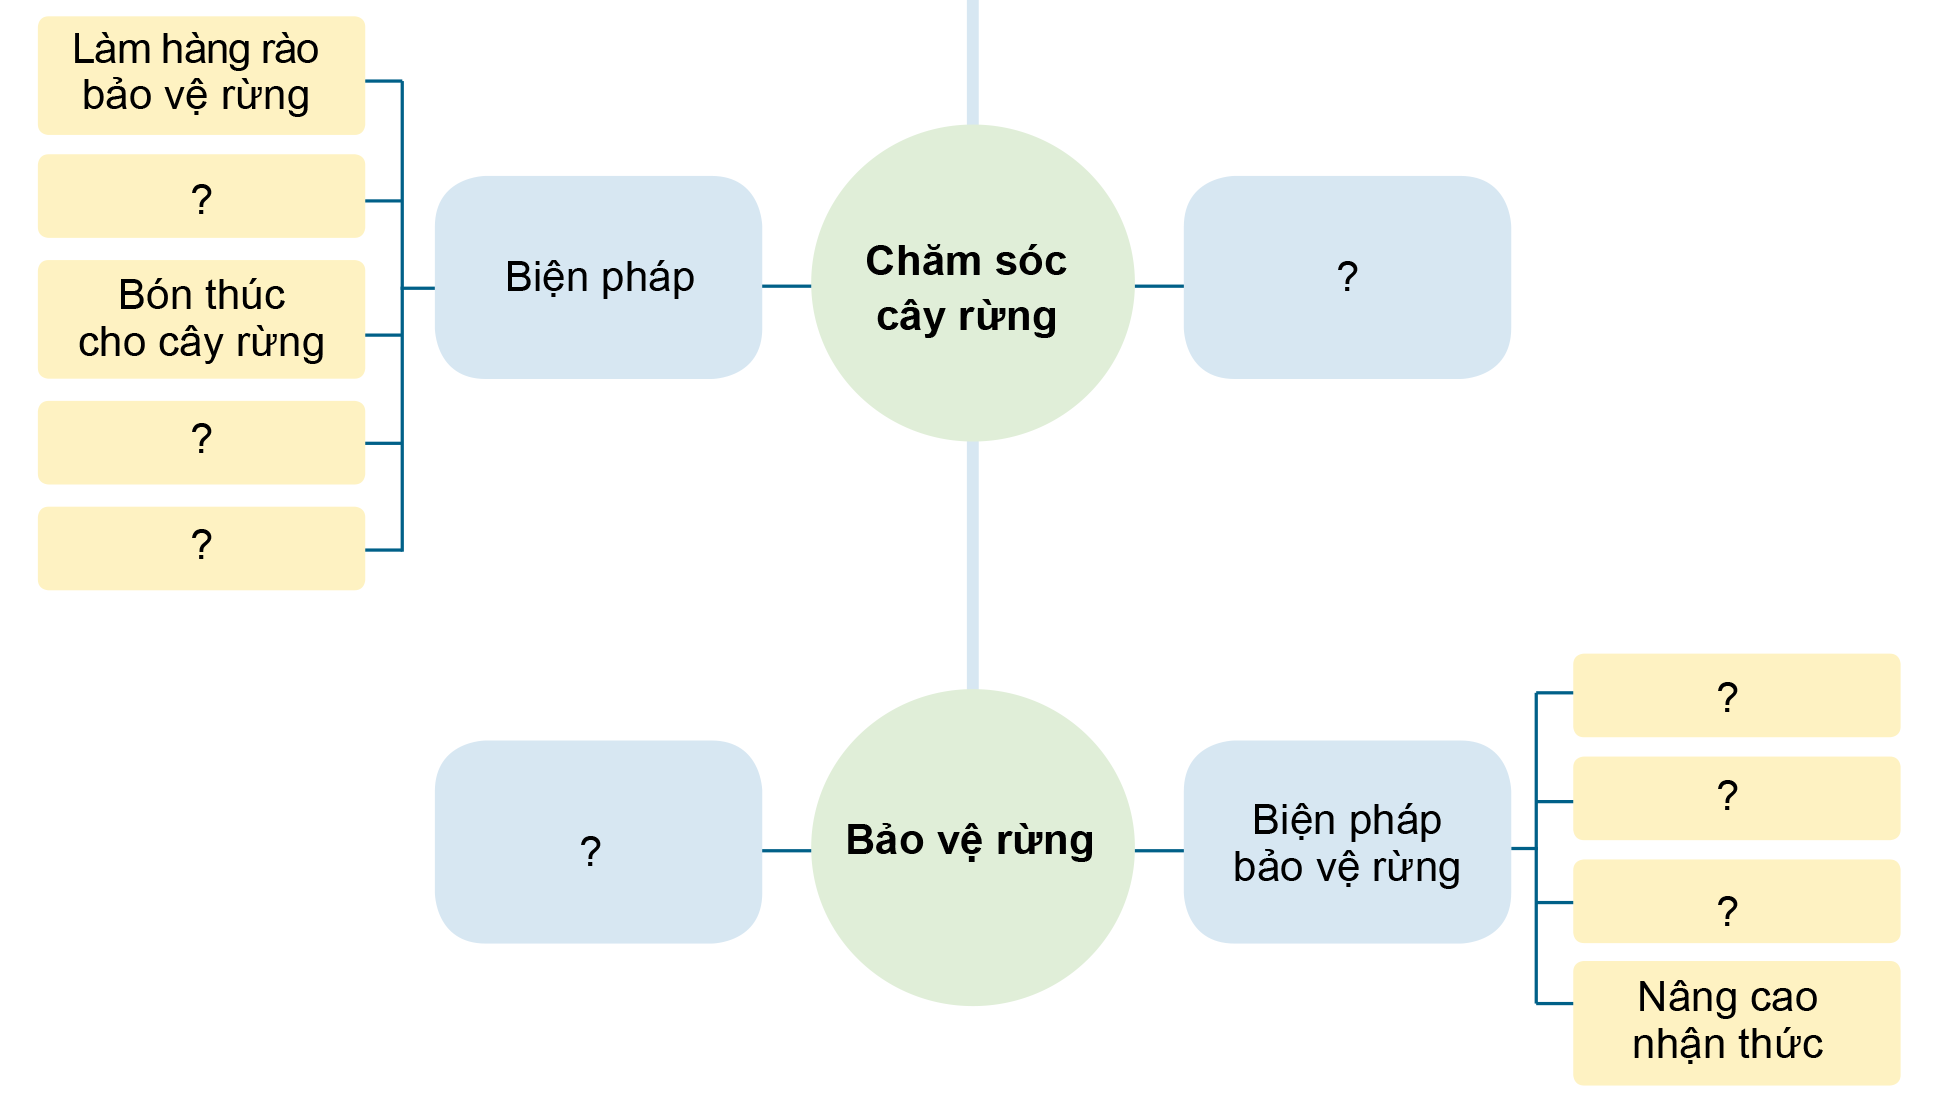 Làm hàng rào
bảo vệ rừng
?
Bón thúc
cho cây rừng
?
?
Biện pháp
Chăm sóc
cây rừng
?
?
Bảo vệ rừng
Biện pháp
bảo vệ rừng
?
?
?
Nâng cao
nhận thức